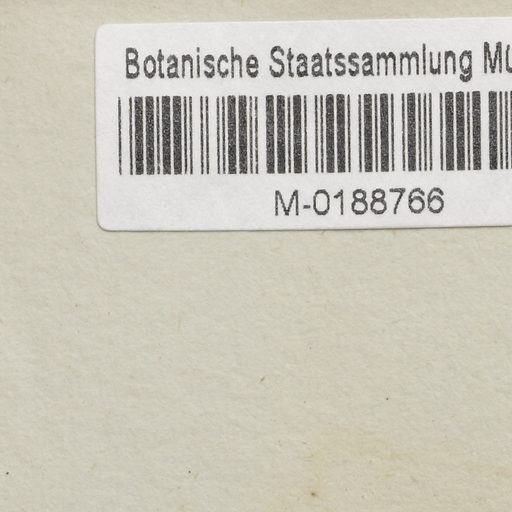 Botanische Staatssammlung
M-0188766